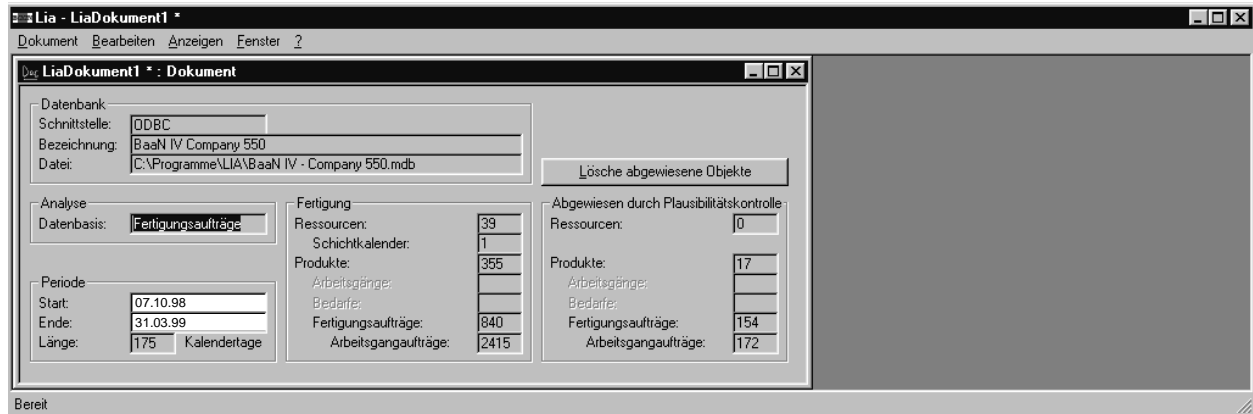 Lia - LiaDokument1 *
Dokument Bearbeiten Anzeigen Fenster ?
Doc LiaDokument1 * : Dokument
Datenbank
Schnittstelle: ODBC
Bezeichnung: BaaN IV Company 550
Datei: C:\Programme\LIA\BaaN IV - Company 550.mdb
Lösche abgewiesene Objekte
Analyse
Datenbasis: Fertigungsaufträge
Periode
Start: 07.10.98
Ende: 31.03.99
Länge: 175 Kalendertage
Fertigung
Ressourcen: 39
Schichtkalender: 1
Produkte: 355
Arbeitsgänge:
Bedarfe:
Fertigungsaufträge: 840
Arbeitsgangaufträge: 2415
Abgewiesen durch Plausibilitätskontrolle
Ressourcen: 0
Produkte: 17
Arbeitsgänge:
Bedarfe:
Fertigungsaufträge: 154
Arbeitsgangaufträge: 172
Bereit